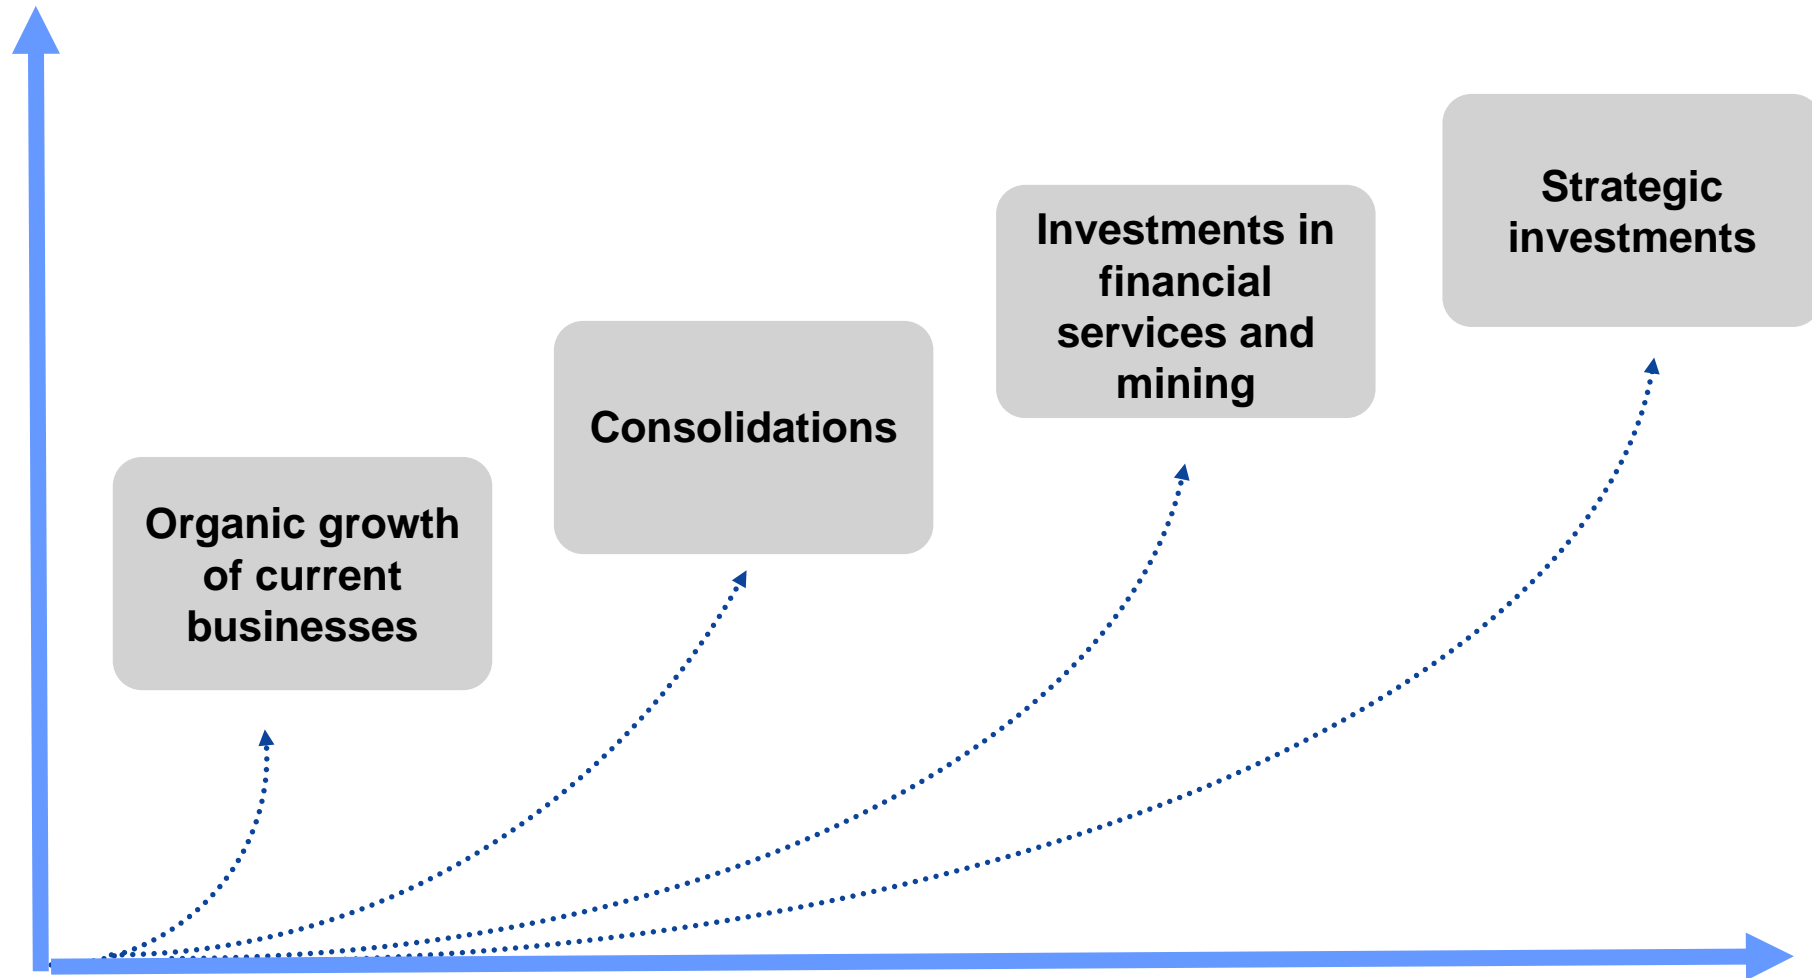 Organic growth
of current
businesses
Consolidations
Investments in
financial
services and
mining
Strategic
investments